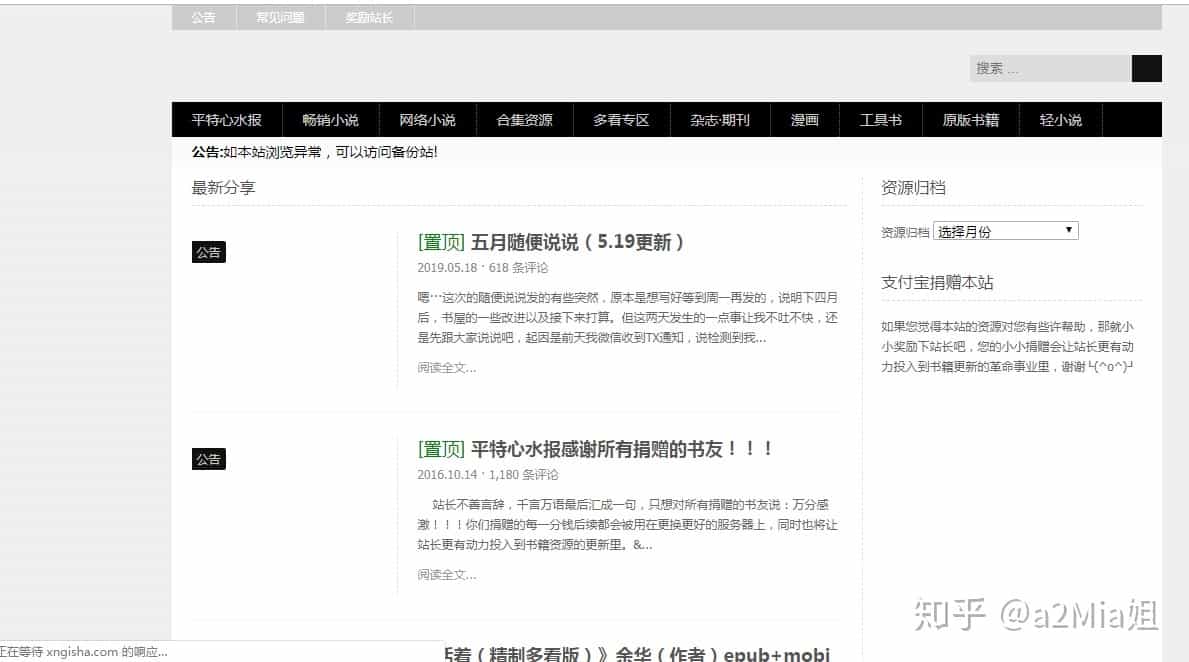 公告 常见问题 奖励站长
搜索 ...
平特心水报 畅销小说 网络小说 合集资源 多看专区 杂志·期刊 漫画 工具书 原版书籍 轻小说
公告:如本站浏览异常，可以访问备份站!
最新分享
公告
[置顶] 五月随便说说（5.19更新）
2019.05.18 · 618 条评论
嗯…这次的随便说说发的有些突然，原本是想写好等到周一再发的，说明下四月
后，书屋的一些改进以及接下来打算。但这两天发生的一点事让我不吐不快，还
是先跟大家说说吧，起因是前天我微信收到TX通知，说检测到我...
阅读全文...
公告
[置顶] 平特心水报感谢所有捐赠的书友！！！
2016.10.14 · 1,180 条评论
站长不善言辞，千言万语最后汇成一句，只想对所有捐赠的书友说：万分感
激！！！你们捐赠的每一分钱后续都会被用在更换更好的服务器上，同时也将让
站长更有动力投入到书籍资源的更新里。&...
阅读全文...
活着（精制多看版）》余华（作者）epub+mobi
资源归档
资源归档 选择月份
支付宝捐赠本站
如果您觉得本站的资源对您有些许帮助，那就小
小奖励下站长吧，您的小小捐赠会让站长更有动
力投入到书籍更新的革命事业里，谢谢╰(^o^)╯
知乎 @a2Mia姐
正在等待 xngisha.com 的响应...